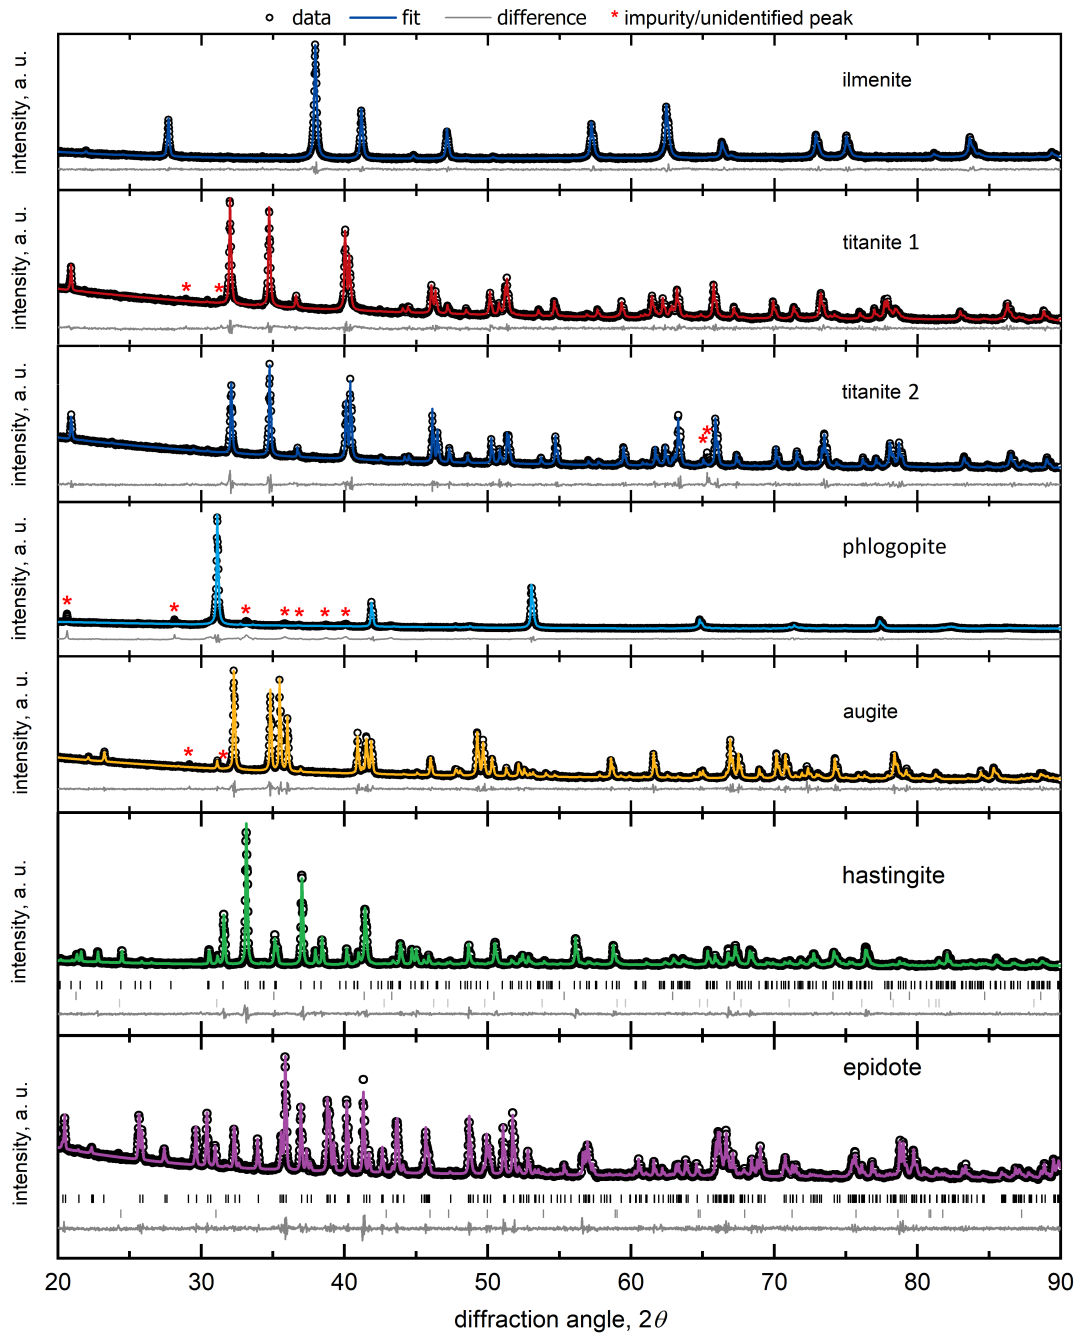 data fit difference * impurity/unidentified peak
intensity, a. u.
ilmenite
intensity, a. u.
titanite 1
* *
intensity, a. u.
titanite 2
* *
intensity, a. u.
phlogopite
* * * * * * *
intensity, a. u.
augite
* *
intensity, a. u.
hastingite
intensity, a. u.
epidote
20 30 40 50 60 70 80 90
diffraction angle, 2θ